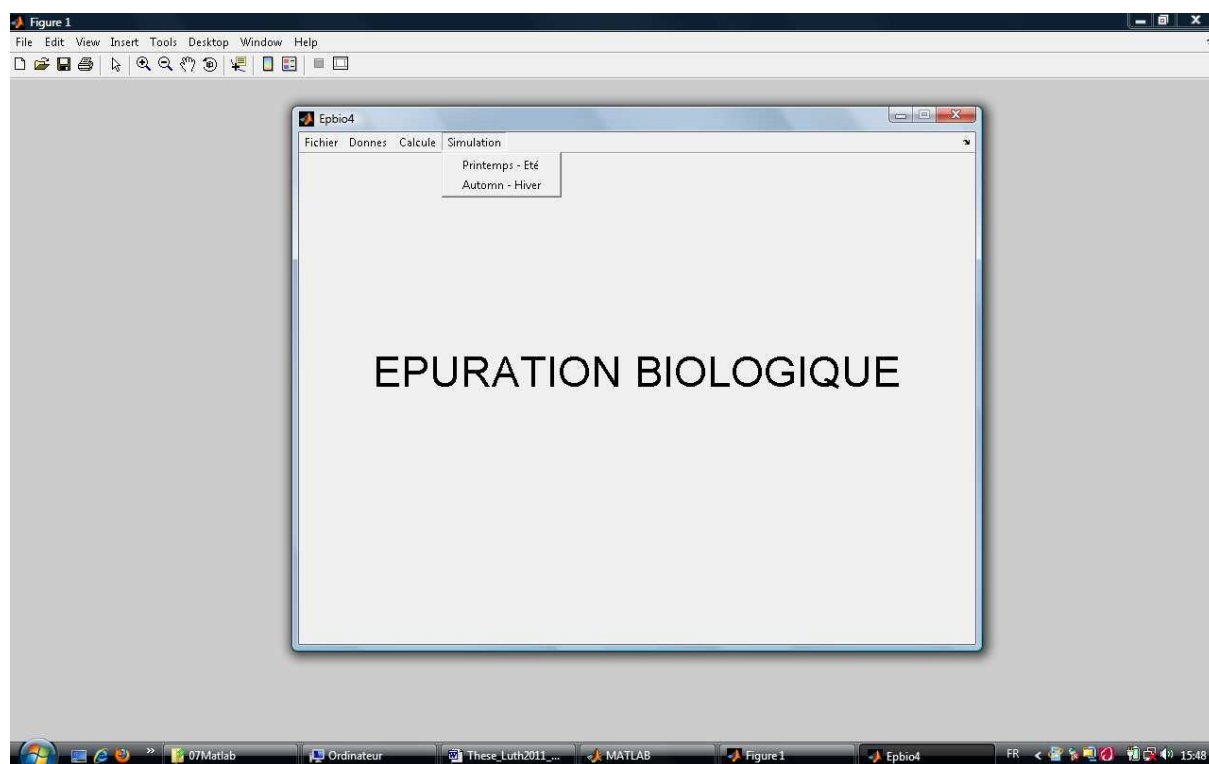 Figure 1
File Edit View Insert Tools Desktop Window Help
Epbio4
Fichier Donnes Calcule Simulation
Printemps - Eté
Automn - Hiver
EPURATION BIOLOGIQUE
07Matlab Ordinateur These_Luth2011_... MATLAB Figure 1 Epbio4 FR 15:48